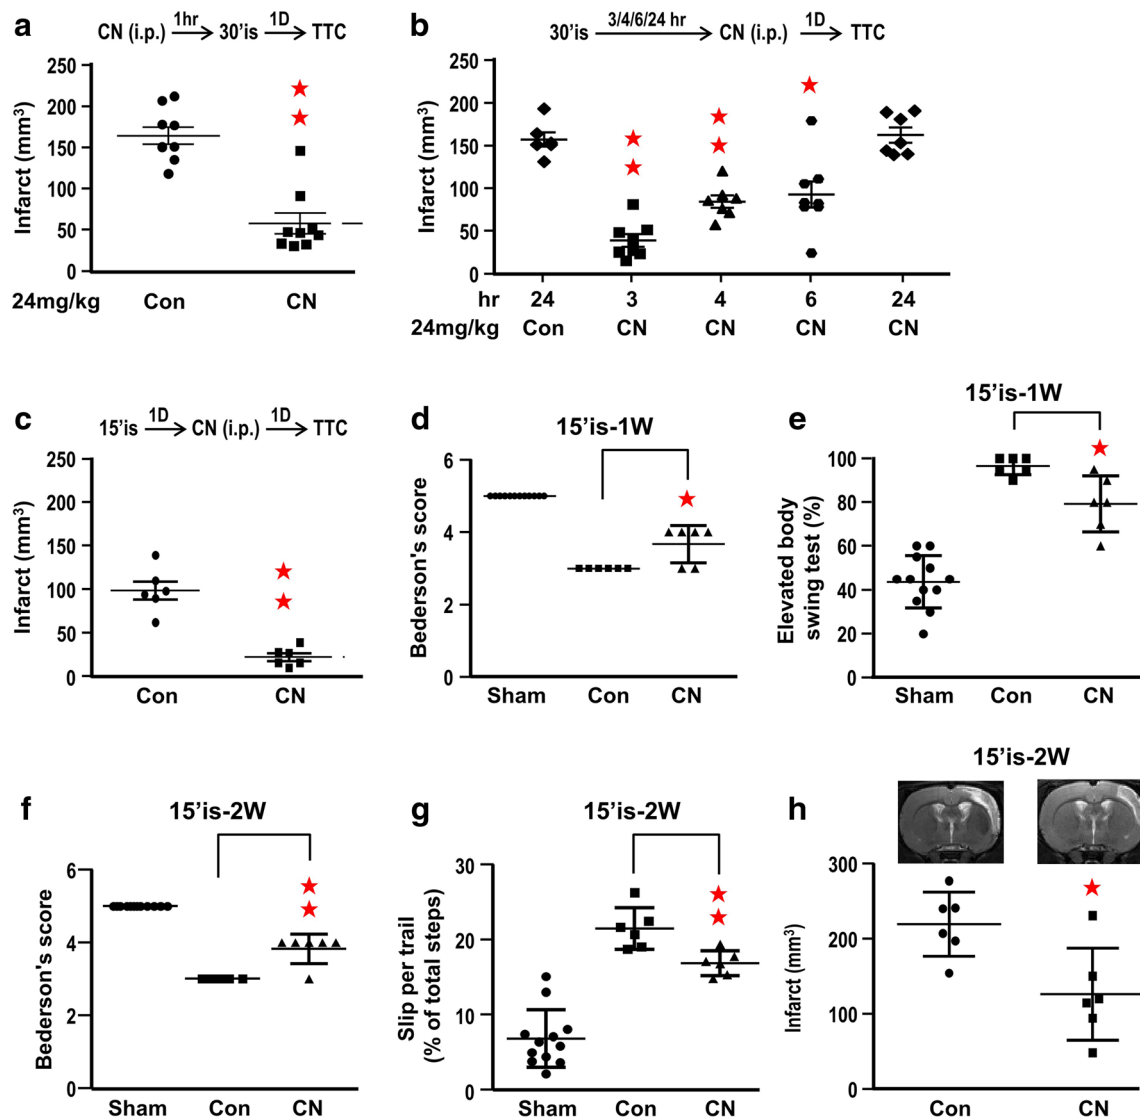 a
CN (i.p.) 1hr 30'is 1D TTC
250
200
150
100
50
0
Infarct (mm³)
24mg/kg Con CN
b
30'is 3/4/6/24 hr CN (i.p.) 1D TTC
250
200
150
100
50
0
Infarct (mm³)
hr 24 3 4 6 24
24mg/kg Con CN CN CN CN
c
15'is 1D CN (i.p.) 1D TTC
250
200
150
100
50
0
Infarct (mm³)
Con CN
d
15'is-1W
6
4
2
0
Bederson's score
Sham Con CN
e
15'is-1W
100
80
60
40
20
0
Elevated body
swing test (%)
Sham Con CN
f
15'is-2W
6
4
2
0
Bederson's score
Sham Con CN
g
15'is-2W
30
20
10
0
Slip per trail
(% of total steps)
Sham Con CN
h
15'is-2W
300
200
100
0
Infarct (mm³)
Con CN